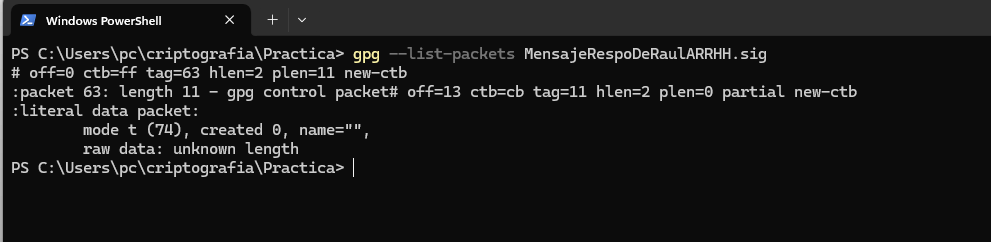 Windows PowerShell
PS C:\Users\pc\criptografia\Practica> gpg --list-packets MensajeRespoDeRaulARRHH.sig
# off=0 ctb=ff tag=63 hlen=2 plen=11 new-ctb
:packet 63: length 11 - gpg control packet# off=13 ctb=cb tag=11 hlen=2 plen=0 partial new-ctb
:literal data packet:
        mode t (74), created 0, name="",
        raw data: unknown length
PS C:\Users\pc\criptografia\Practica>